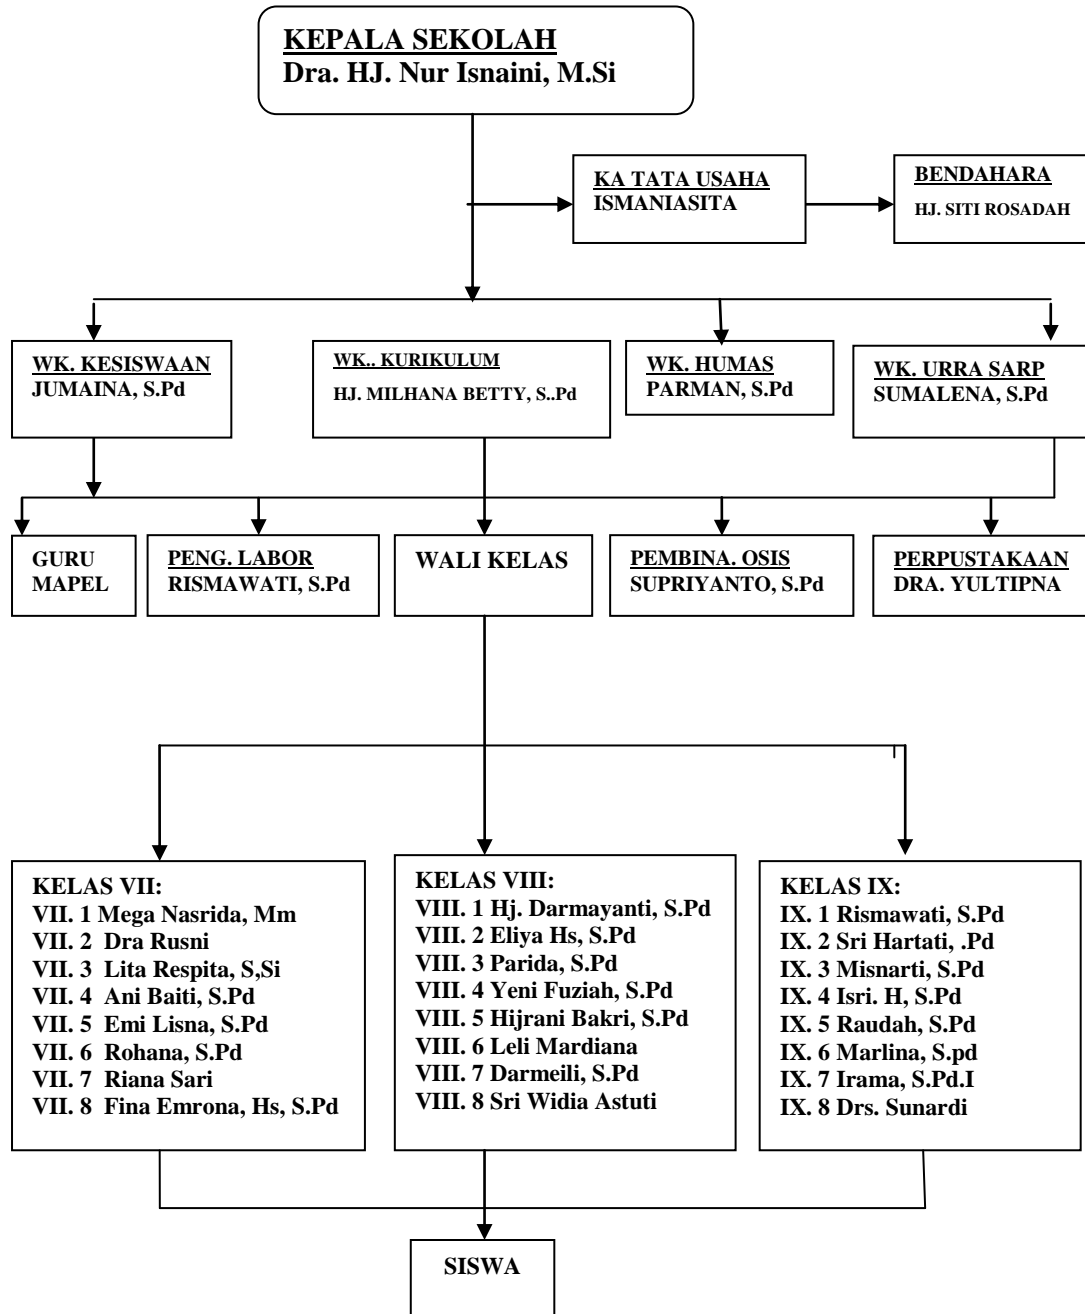 KEPALA SEKOLAH
Dra. HJ. Nur Isnaini, M.Si
KA TATA USAHA
ISMANIASITA
BENDAHARA
HJ. SITI ROSADAH
WK. KESISWAAN
JUMAINA, S.Pd
WK.. KURIKULUM
HJ. MILHANA BETTY, S..Pd
WK. HUMAS
PARMAN, S.Pd
WK. URRA SARP
SUMALENA, S.Pd
GURU
MAPEL
PENG. LABOR
RISMAWATI, S.Pd
WALI KELAS
PEMBINA. OSIS
SUPRIYANTO, S.Pd
PERPUSTAKAAN
DRA. YULTIPNA
KELAS VII:
VII. 1 Mega Nasrida, Mm
VII. 2 Dra Rusni
VII. 3 Lita Respita, S,Si
VII. 4 Ani Baiti, S.Pd
VII. 5 Emi Lisna, S.Pd
VII. 6 Rohana, S.Pd
VII. 7 Riana Sari
VII. 8 Fina Emrona, Hs, S.Pd
KELAS VIII:
VIII. 1 Hj. Darmayanti, S.Pd
VIII. 2 Eliya Hs, S.Pd
VIII. 3 Parida, S.Pd
VIII. 4 Yeni Fuziah, S.Pd
VIII. 5 Hijrani Bakri, S.Pd
VIII. 6 Leli Mardiana
VIII. 7 Darmeili, S.Pd
VIII. 8 Sri Widia Astuti
KELAS IX:
IX. 1 Rismawati, S.Pd
IX. 2 Sri Hartati, .Pd
IX. 3 Misnarti, S.Pd
IX. 4 Isri. H, S.Pd
IX. 5 Raudah, S.Pd
IX. 6 Marlina, S.pd
IX. 7 Irama, S.Pd.I
IX. 8 Drs. Sunardi
SISWA